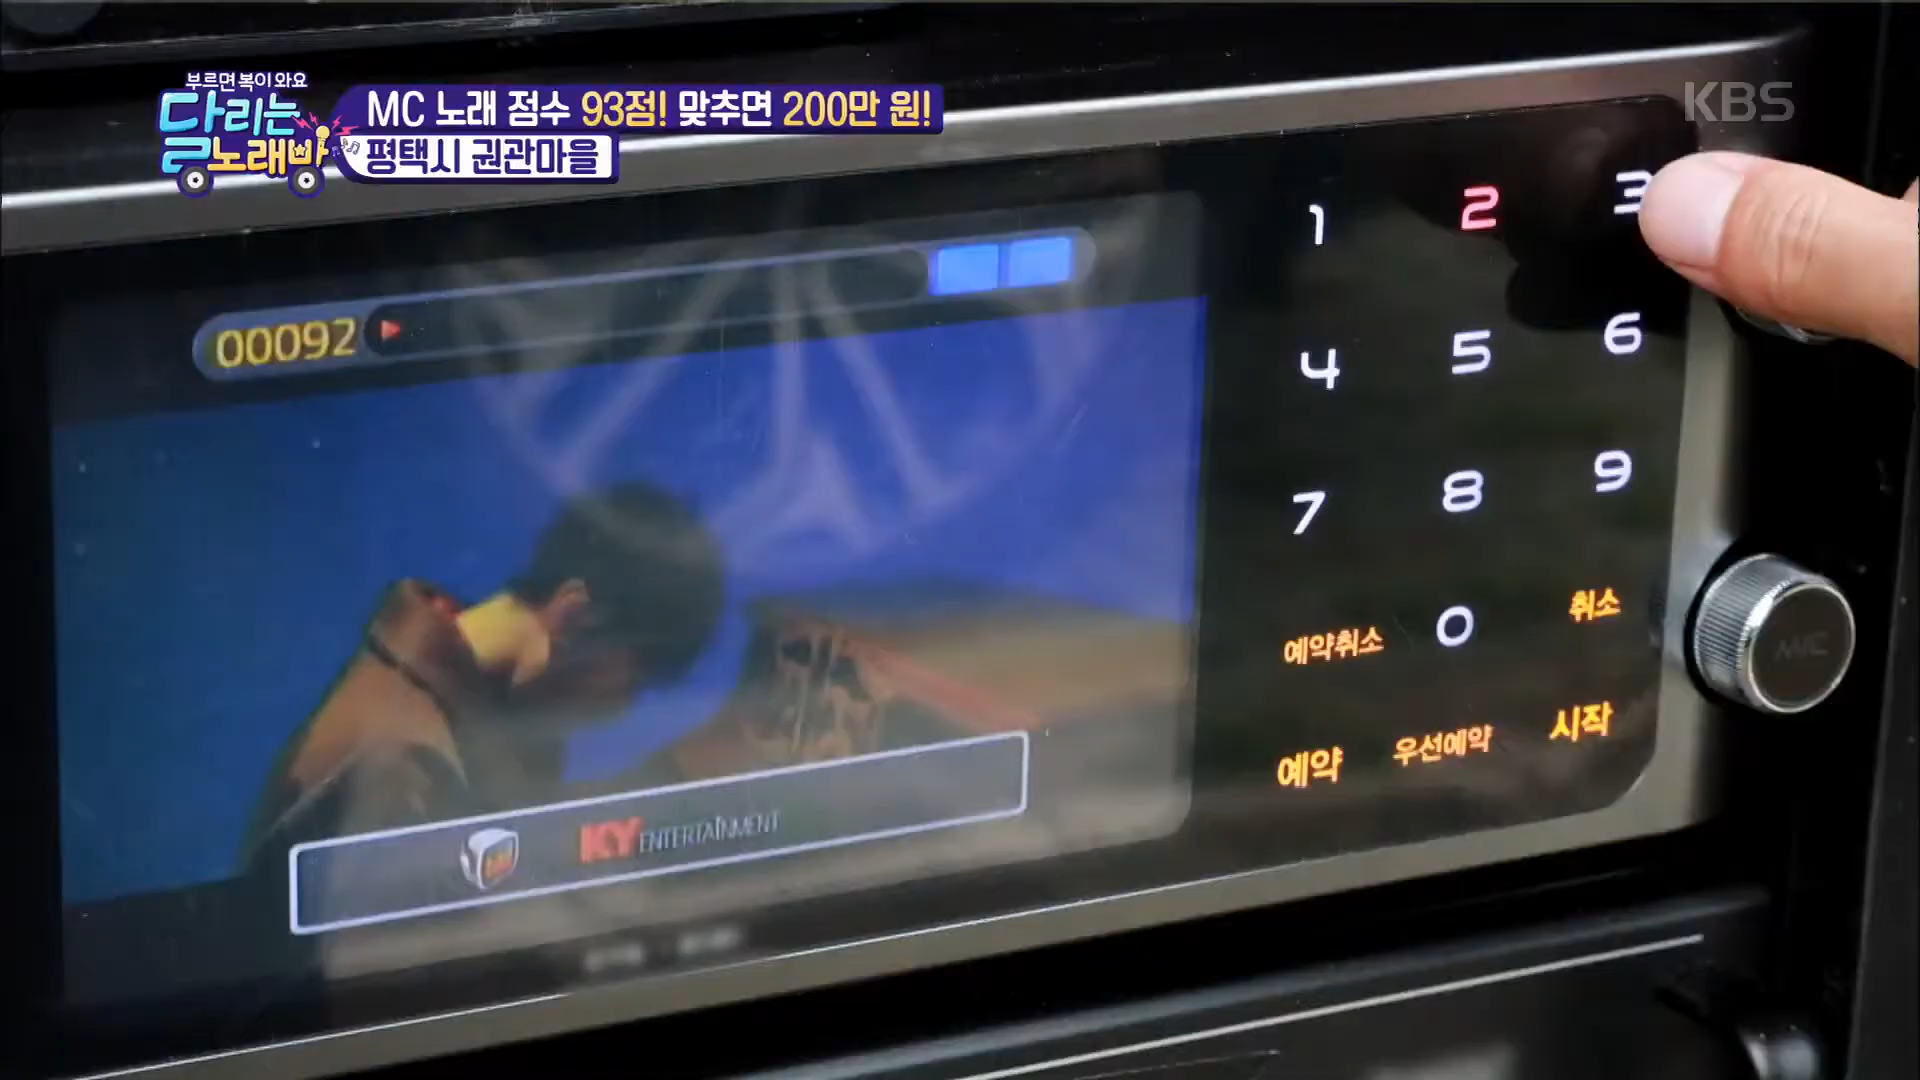 부르면 복이 와요
달리는 노래방
MC 노래 점수 93점! 맞추면 200만 원!
평택시 권관마을
KBS
00092
1 2 3
4 5 6
7 8 9
예약취소 0 취소
예약 우선예약 시작
MIC
KY ENTERTAINMENT